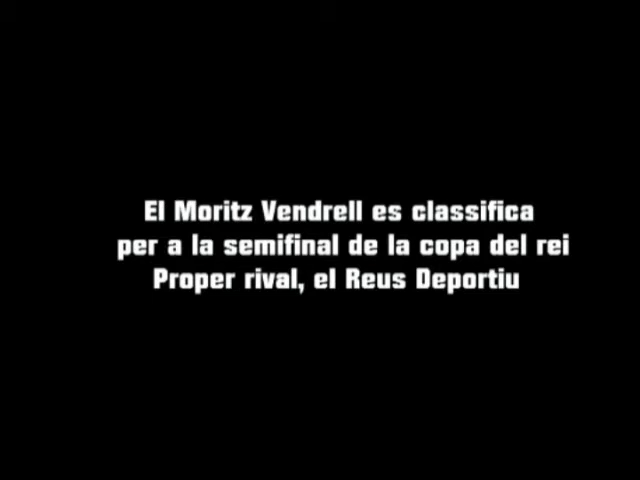 El Moritz Vendrell es classifica
per a la semifinal de la copa del rei
Proper rival, el Reus Deportiu